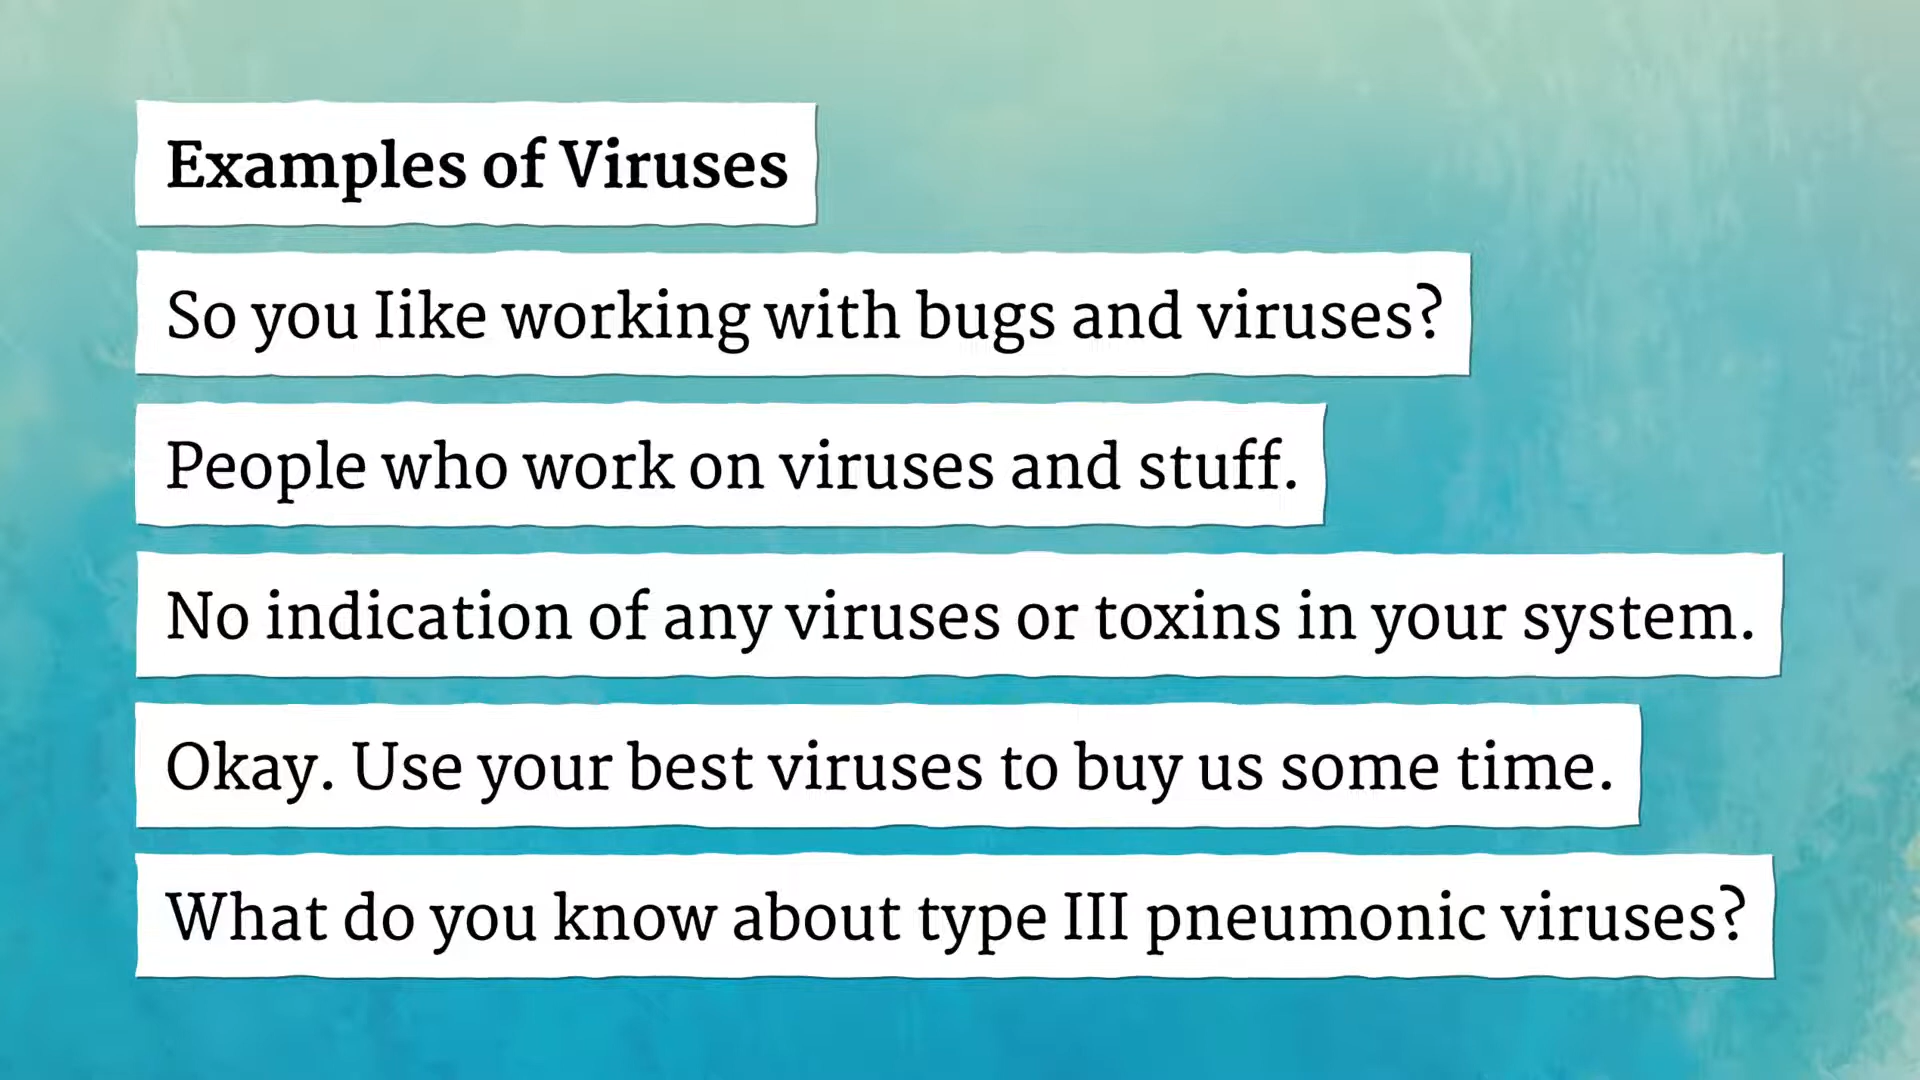 Examples of Viruses
So you Iike working with bugs and viruses?
People who work on viruses and stuff.
No indication of any viruses or toxins in your system.
Okay. Use your best viruses to buy us some time.
What do you know about type III pneumonic viruses?